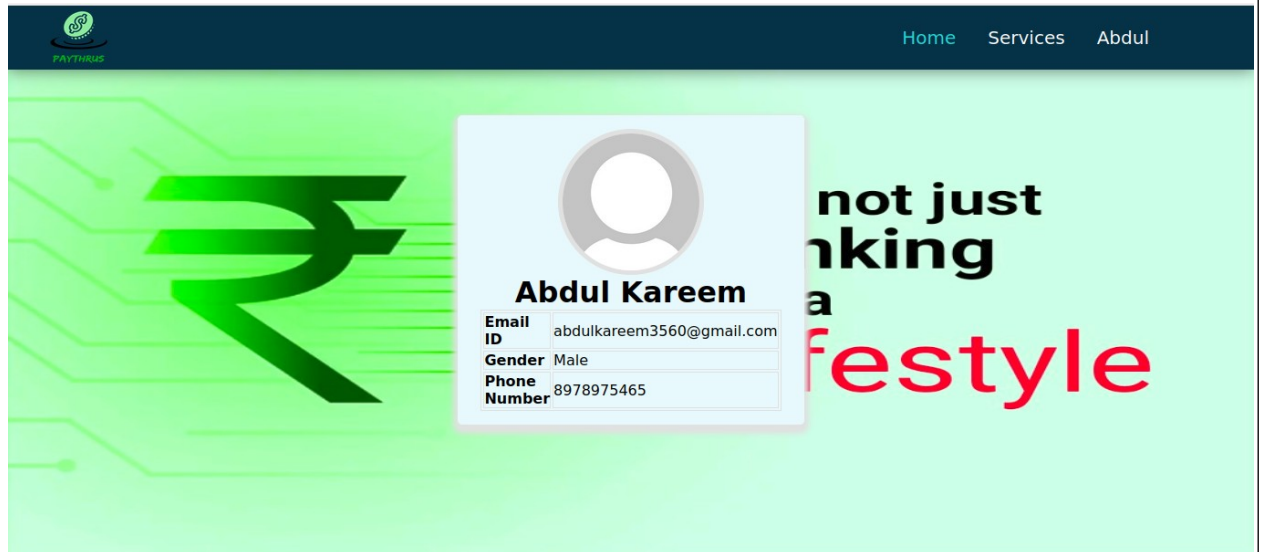 PAYTHRUS
Home Services Abdul
not just
nking
a
festyle
Abdul Kareem
Email ID abdulkareem3560@gmail.com
Gender Male
Phone Number 8978975465